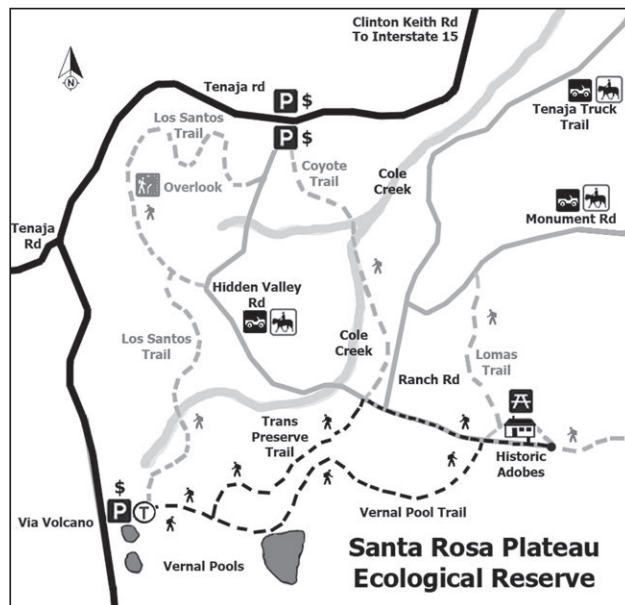 Clinton Keith Rd
To Interstate 15
N
Tenaja rd
P $
P $
Los Santos
Trail
Overlook
Coyote
Trail
Cole
Creek
Tenaja Truck
Trail
Monument Rd
Tenaja
Rd
Hidden Valley
Rd
Los Santos
Trail
Cole
Creek
Ranch Rd
Lomas
Trail
Trans
Preserve
Trail
Historic
Adobes
$
P
T
Via Volcano
Vernal Pool Trail
Vernal Pools
Santa Rosa Plateau
Ecological Reserve